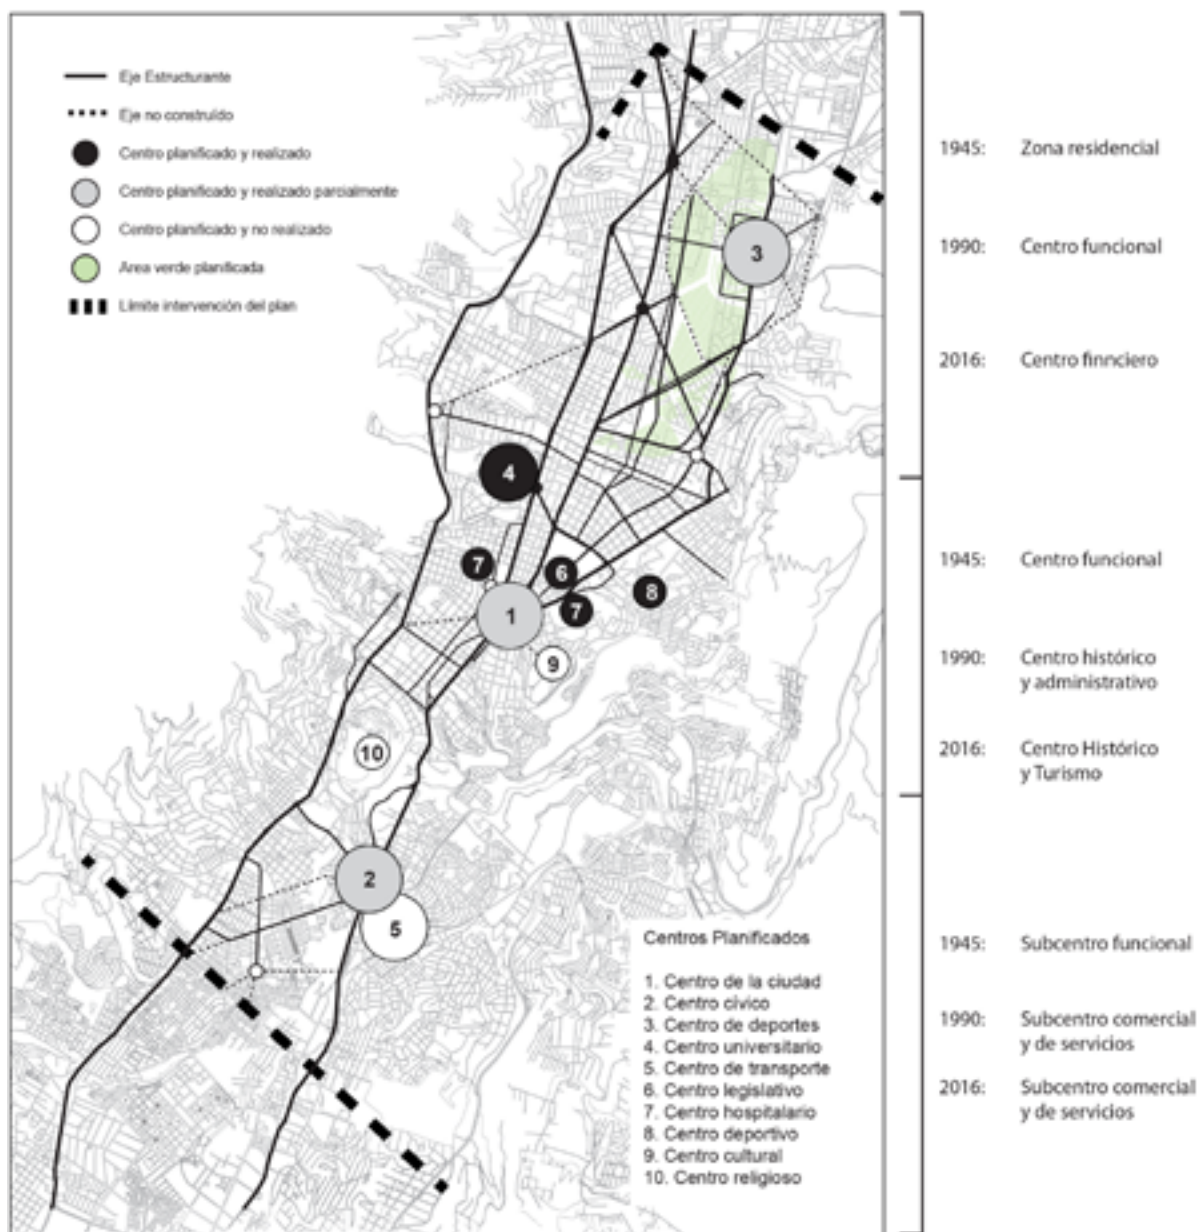 Eje Estructurante
Eje no construído
Centro planificado y realizado
Centro planificado y realizado parcialmente
Centro planificado y no realizado
Area verde planificada
Límite intervención del plan
3
4
7
6
8
7
1
9
10
2
5
Centros Planificados
1. Centro de la ciudad
2. Centro cívico
3. Centro de deportes
4. Centro universitario
5. Centro de transporte
6. Centro legislativo
7. Centro hospitalario
8. Centro deportivo
9. Centro cultural
10. Centro religioso
1945: Zona residencial
1990: Centro funcional
2016: Centro finnciero
1945: Centro funcional
1990: Centro histórico
y administrativo
2016: Centro Histórico
y Turismo
1945: Subcentro funcional
1990: Subcentro comercial
y de servicios
2016: Subcentro comercial
y de servicios